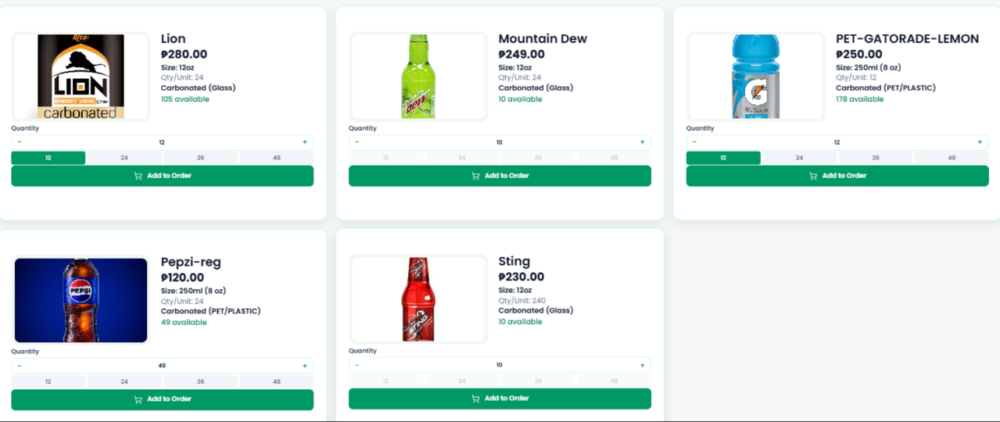 Rita
LION
ENERGY DRINK
carbonated
Lion
₱280.00
Size: 12oz
Qty/Unit: 24
Carbonated (Glass)
105 available
Quantity
− 12 +
12 24 36 48
Add to Order
DEW
Mountain Dew
₱249.00
Size: 12oz
Qty/Unit: 24
Carbonated (Glass)
10 available
Quantity
− 10 +
12 24 36 48
Add to Order
G
PET-GATORADE-LEMON
₱250.00
Size: 250ml (8 oz)
Qty/Unit: 12
Carbonated (PET/PLASTIC)
178 available
Quantity
− 12 +
12 24 36 48
Add to Order
PEPSI
Pepzi-reg
₱120.00
Size: 250ml (8 oz)
Qty/Unit: 24
Carbonated (PET/PLASTIC)
49 available
Quantity
− 49 +
12 24 36 48
Add to Order
STING
Sting
₱230.00
Size: 12oz
Qty/Unit: 240
Carbonated (Glass)
10 available
Quantity
− 10 +
12 24 36 48
Add to Order